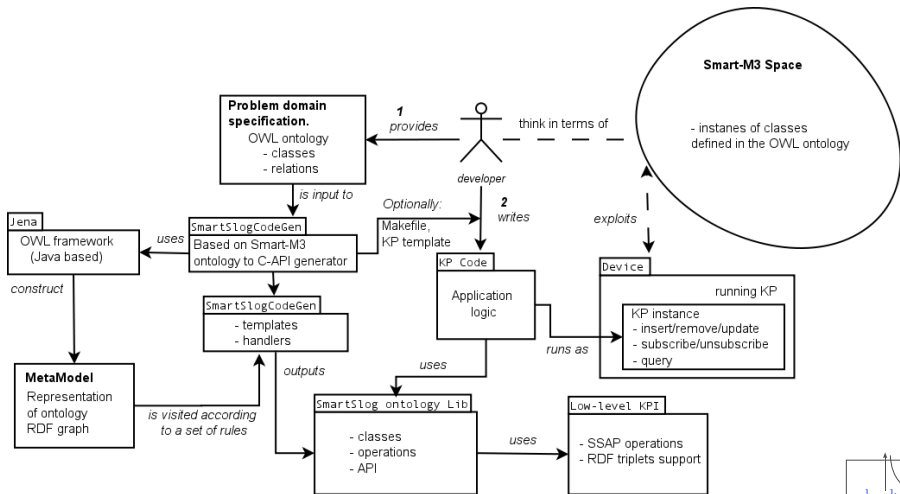 Smart-M3 Space
- instanes of classes
defined in the OWL ontology
Problem domain
specification.
OWL ontology
- classes
- relations
1
provides
think in terms of
developer
is input to
Optionally:
Makefile,
KP template
2
writes
exploits
Jena
OWL framework
(Java based)
uses
SmartSlogCodeGen
Based on Smart-M3
ontology to C-API generator
KP Code
Application
logic
Device
running KP
KP instance
- insert/remove/update
- subscribe/unsubscribe
- query
construct
SmartSlogCodeGen
- templates
- handlers
runs as
MetaModel
Representation
of ontology
RDF graph
is visited according
to a set of rules
outputs
uses
SmartSlog ontology Lib
- classes
- operations
- API
uses
Low-level KPI
- SSAP operations
- RDF triplets support